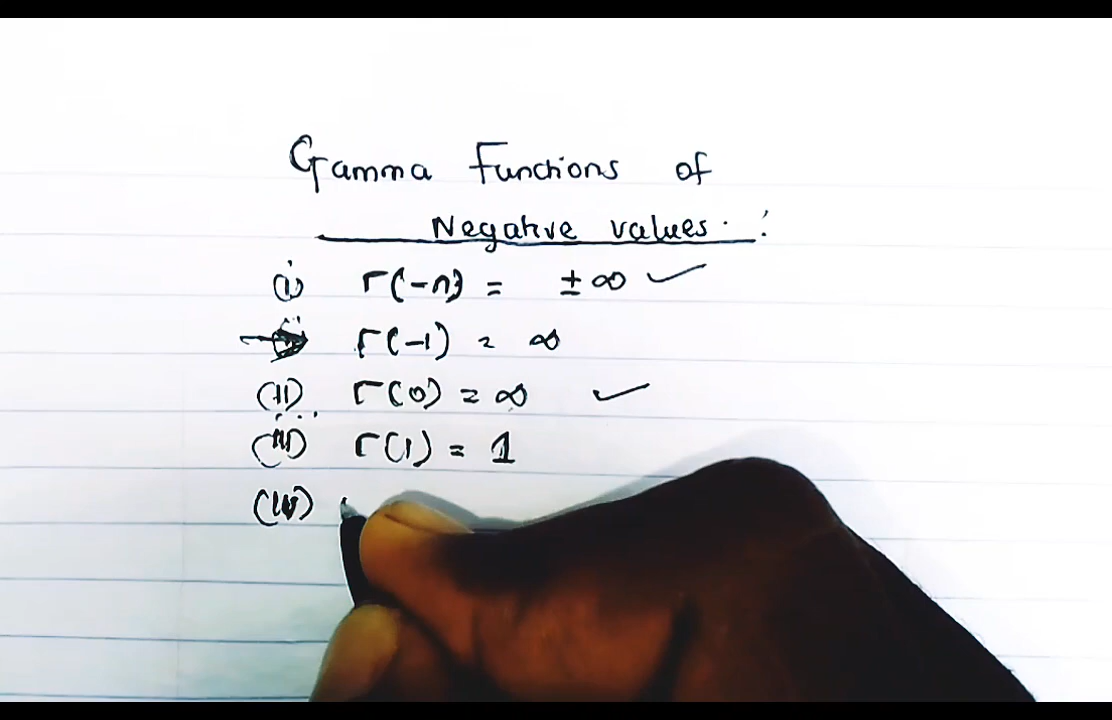 Gamma Functions of
Negative values. :
(i) Γ(-n) = ± ∞ ✓
Γ(-1) = ∞
(ii) Γ(0) = ∞ ✓
(iii) Γ(1) = 1
(iv)